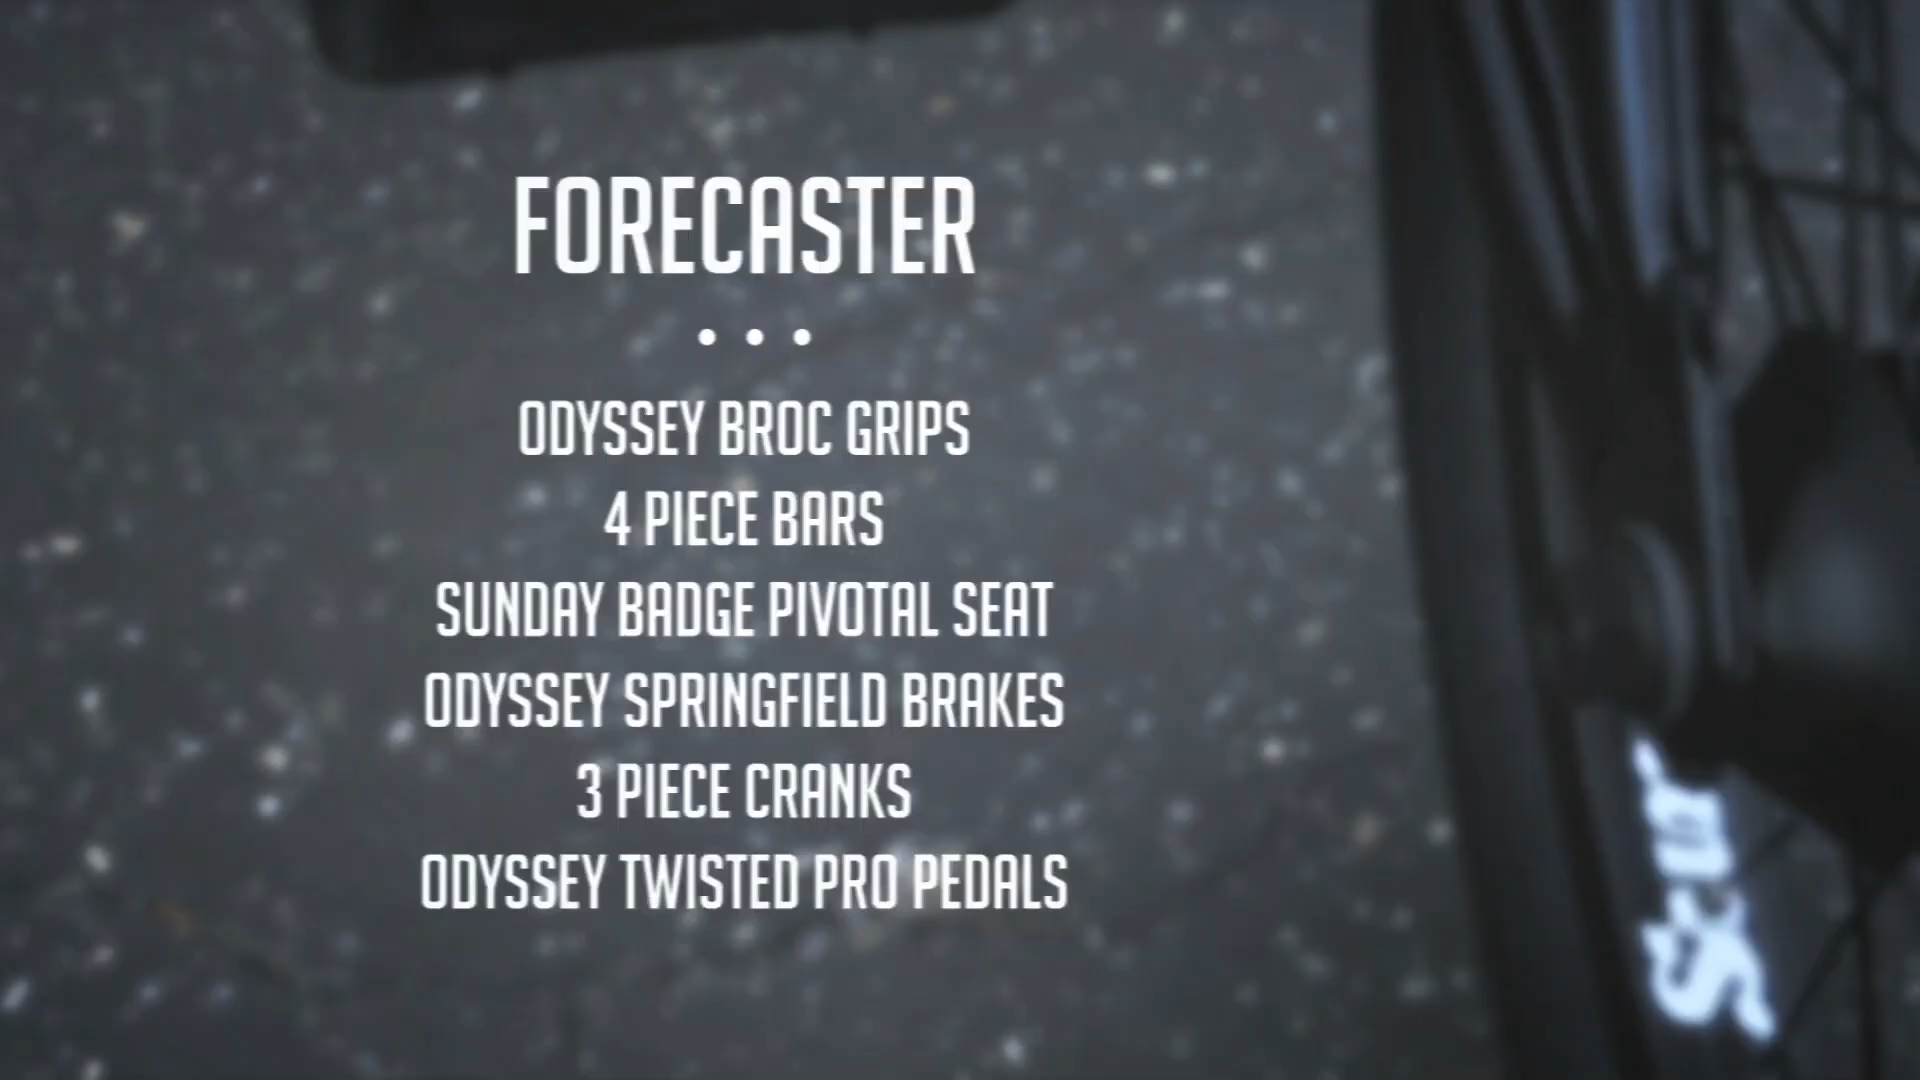 FORECASTER
• • •
ODYSSEY BROC GRIPS
4 PIECE BARS
SUNDAY BADGE PIVOTAL SEAT
ODYSSEY SPRINGFIELD BRAKES
3 PIECE CRANKS
ODYSSEY TWISTED PRO PEDALS